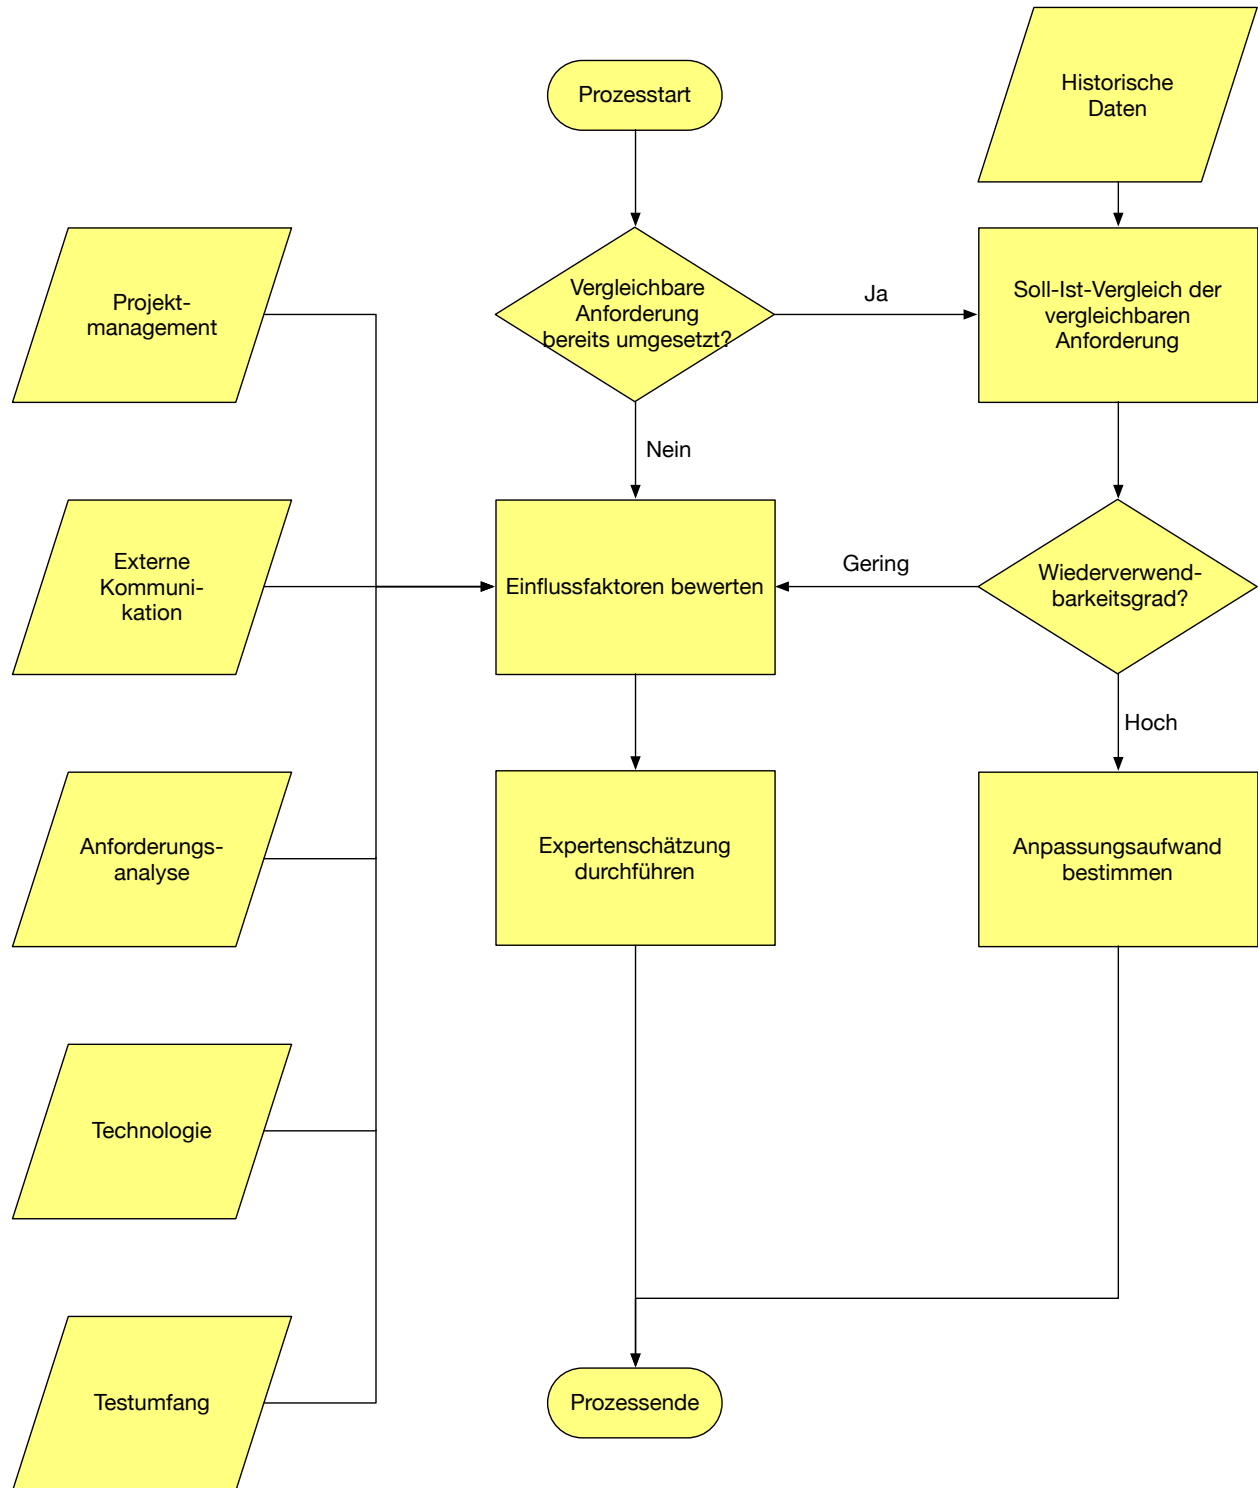 Prozesstart
Historische
Daten
Projekt-
management
Vergleichbare
Anforderung
bereits umgesetzt?
Ja
Soll-Ist-Vergleich der
vergleichbaren
Anforderung
Nein
Externe
Kommuni-
kation
Einflussfaktoren bewerten
Gering
Wiederverwend-
barkeitsgrad?
Hoch
Anforderungs-
analyse
Expertenschätzung
durchführen
Anpassungsaufwand
bestimmen
Technologie
Testumfang
Prozessende